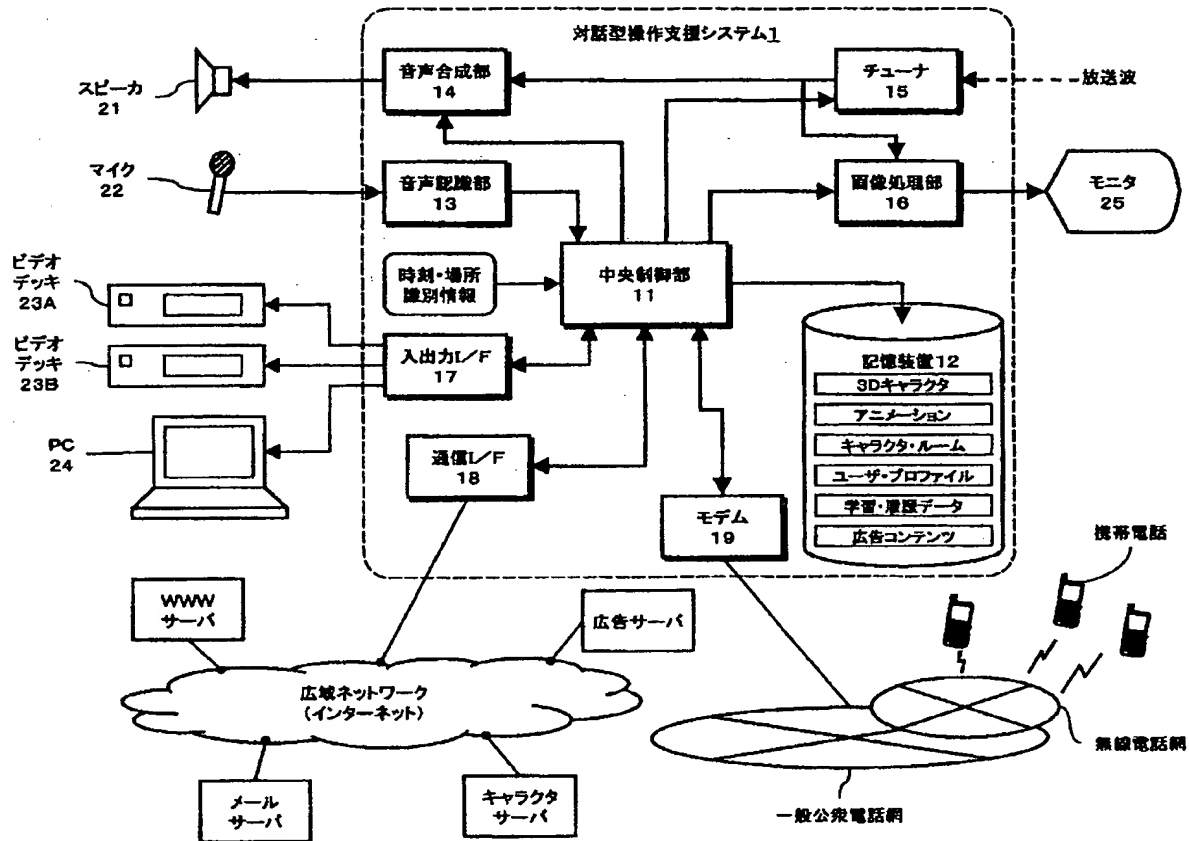 対話型操作支援システム1
スピーカ
21
音声合成部
14
チューナ
15
放送波
マイク
22
音声認識部
13
画像処理部
16
モニタ
25
ビデオ
デッキ
23A
時刻・場所
識別情報
中央制御部
11
ビデオ
デッキ
23B
入出力I/F
17
記憶装置12
3Dキャラクタ
アニメーション
キャラクタ・ルーム
ユーザ・プロファイル
学習・履歴データ
広告コンテンツ
PC
24
通信I/F
18
モデム
19
携帯電話
WWW
サーバ
広告サーバ
広域ネットワーク
(インターネット)
無線電話網
メール
サーバ
キャラクタ
サーバ
一般公衆電話網